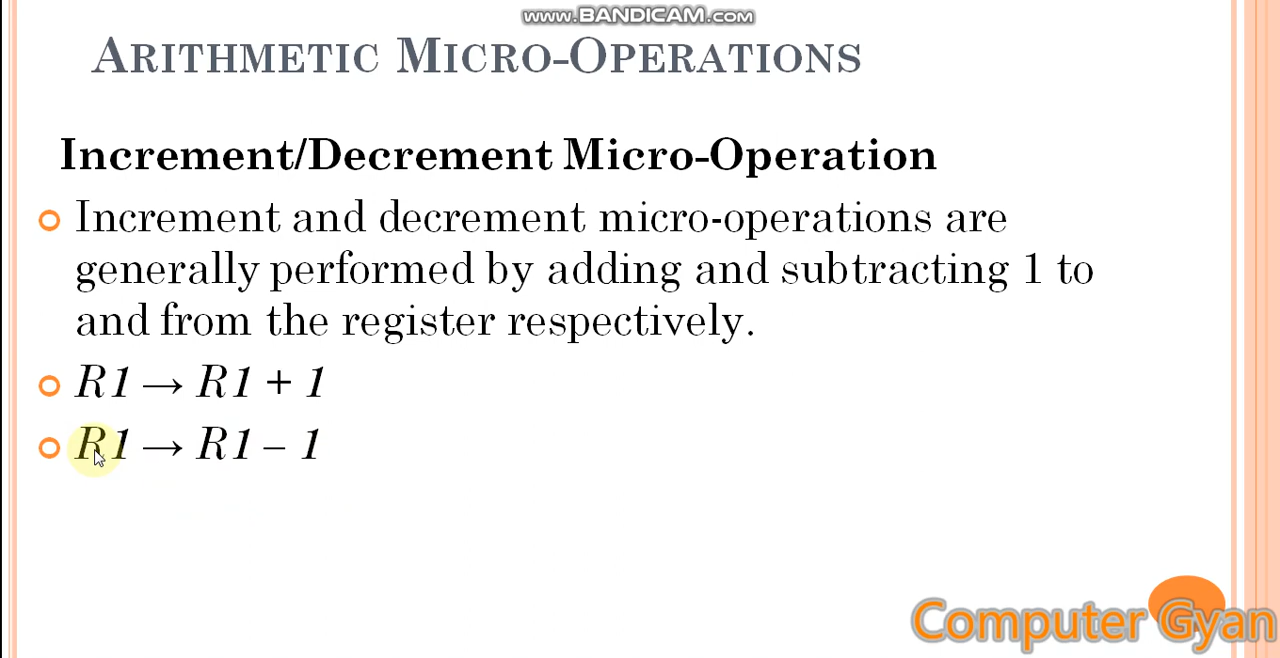 www.BANDICAM.com
ARITHMETIC MICRO-OPERATIONS
Increment/Decrement Micro-Operation
Increment and decrement micro-operations are
generally performed by adding and subtracting 1 to
and from the register respectively.
R1 → R1 + 1
R1 → R1 – 1
Computer Gyan